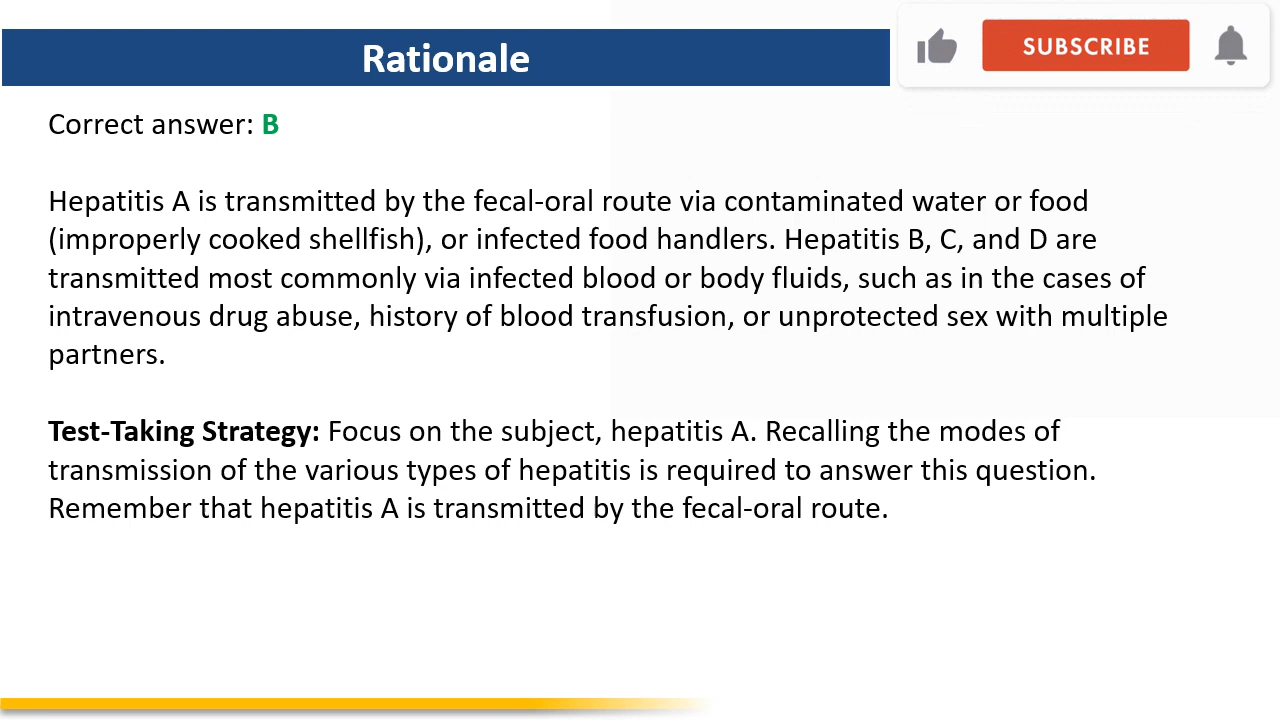 Rationale
SUBSCRIBE
Correct answer: B
Hepatitis A is transmitted by the fecal-oral route via contaminated water or food
(improperly cooked shellfish), or infected food handlers. Hepatitis B, C, and D are
transmitted most commonly via infected blood or body fluids, such as in the cases of
intravenous drug abuse, history of blood transfusion, or unprotected sex with multiple
partners.
Test-Taking Strategy: Focus on the subject, hepatitis A. Recalling the modes of
transmission of the various types of hepatitis is required to answer this question.
Remember that hepatitis A is transmitted by the fecal-oral route.